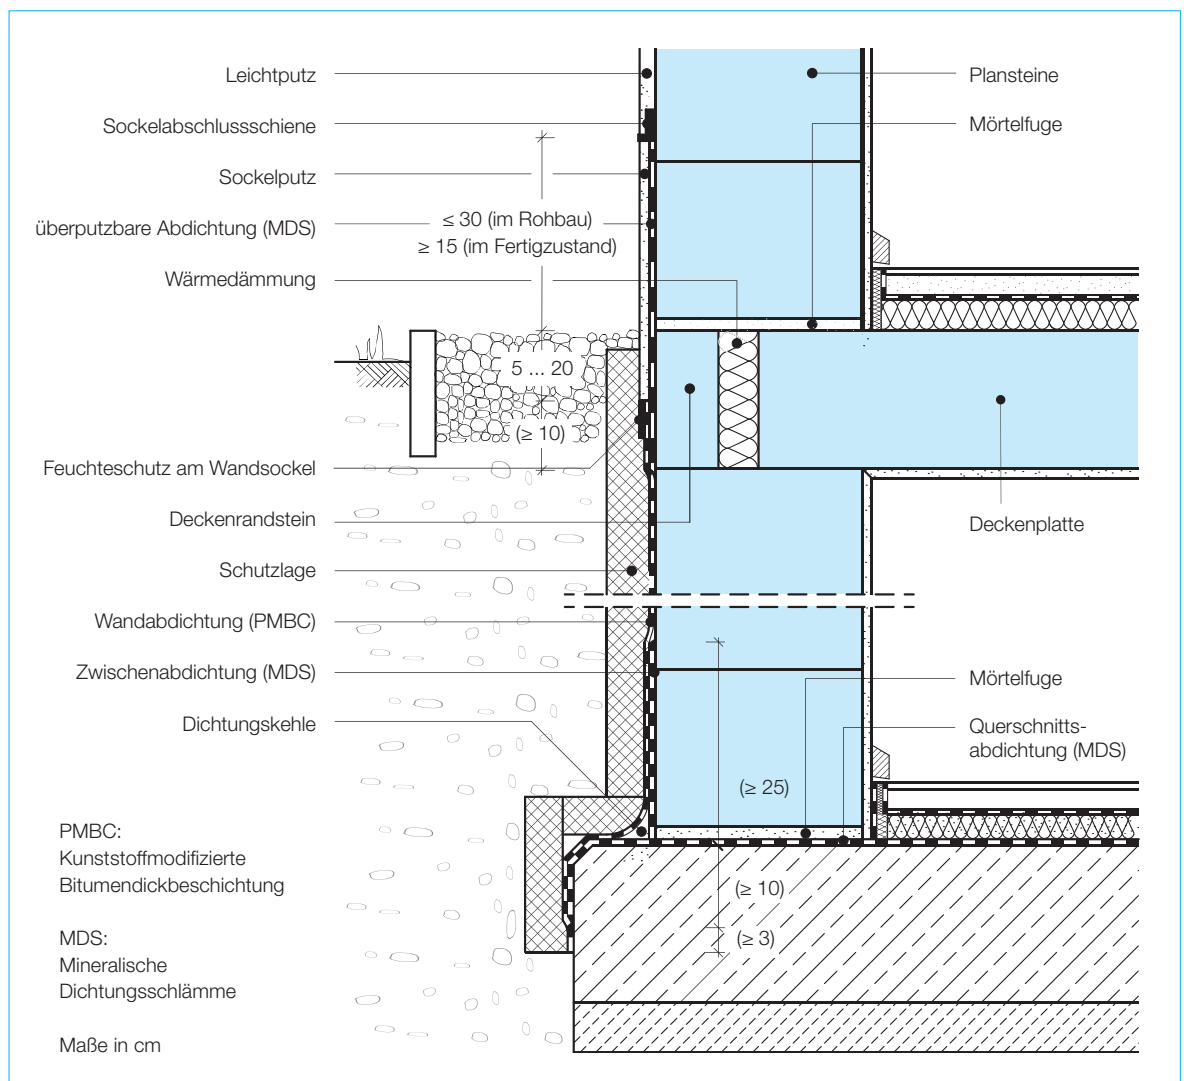 Leichtputz
Sockelabschlussschiene
Sockelputz
überputzbare Abdichtung (MDS)
Wärmedämmung
Feuchteschutz am Wandsockel
Deckenrandstein
Schutzlage
Wandabdichtung (PMBC)
Zwischenabdichtung (MDS)
Dichtungskehle
PMBC:
Kunststoffmodifizierte
Bitumendickbeschichtung
MDS:
Mineralische
Dichtungsschlämme
Maße in cm
≤ 30 (im Rohbau)
≥ 15 (im Fertigzustand)
5 ... 20
(≥ 10)
(≥ 25)
(≥ 10)
(≥ 3)
Plansteine
Mörtelfuge
Deckenplatte
Mörtelfuge
Querschnitts-
abdichtung (MDS)